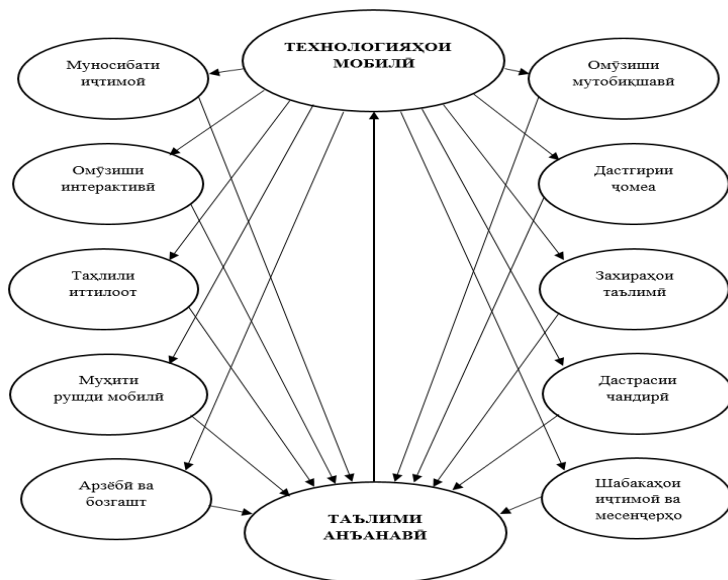 ТЕХНОЛОГИЯҲОИ
МОБИЛӢ
Муносибати
иҷтимоӣ
Омӯзиши
интерактивӣ
Таҳлили
иттилоот
Муҳити
рушди мобилӣ
Арзёбӣ ва
бозгашт
Омӯзиши
мутобиқшавӣ
Дастгирии
ҷомеа
Захираҳои
таълимӣ
Дастрасии
чандирӣ
Шабакаҳои
иҷтимоӣ ва
месенҷерҳо
ТАЪЛИМИ
АНЪАНАВӢ